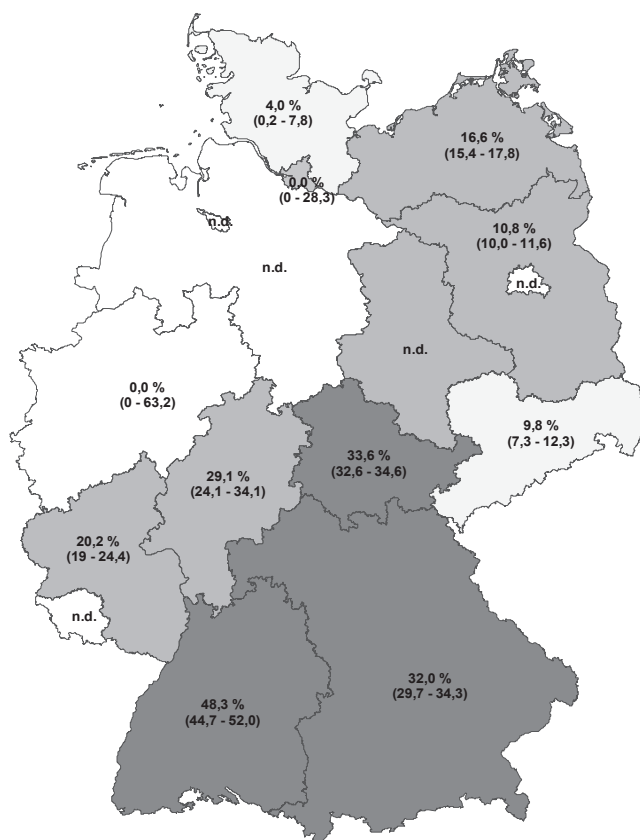 4,0 %
(0,2 - 7,8)
16,6 %
(15,4 - 17,8)
0,0 %
(0 - 28,3)
n.d.
10,8 %
(10,0 - 11,6)
n.d.
n.d.
n.d.
0,0 %
(0 - 63,2)
9,8 %
(7,3 - 12,3)
33,6 %
(32,6 - 34,6)
29,1 %
(24,1 - 34,1)
20,2 %
(19 - 24,4)
n.d.
32,0 %
(29,7 - 34,3)
48,3 %
(44,7 - 52,0)